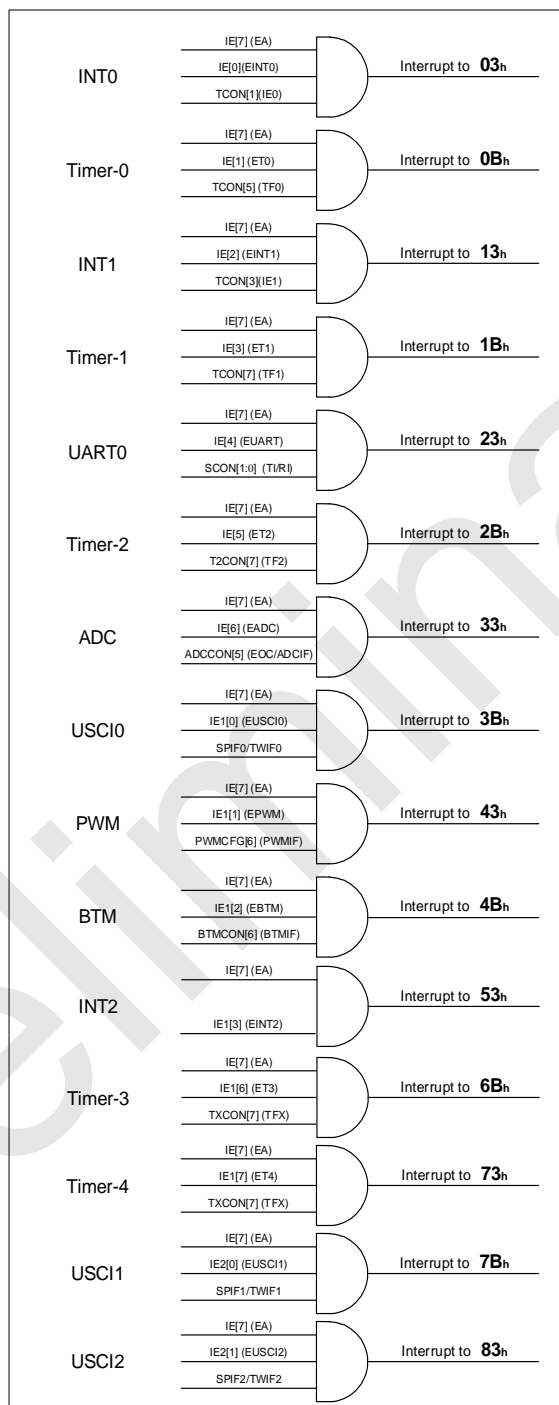 IE[7] (EA)
INT0 IE[0](EINT0) Interrupt to 03h
TCON[1](IE0)
IE[7] (EA)
Timer-0 IE[1] (ET0) Interrupt to 0Bh
TCON[5] (TF0)
IE[7] (EA)
INT1 IE[2] (EINT1) Interrupt to 13h
TCON[3](IE1)
IE[7] (EA)
Timer-1 IE[3] (ET1) Interrupt to 1Bh
TCON[7] (TF1)
IE[7] (EA)
UART0 IE[4] (EUART) Interrupt to 23h
SCON[1:0] (TI/RI)
IE[7] (EA)
Timer-2 IE[5] (ET2) Interrupt to 2Bh
T2CON[7] (TF2)
IE[7] (EA)
ADC IE[6] (EADC) Interrupt to 33h
ADCCON[5] (EOC/ADCIF)
IE[7] (EA)
USCI0 IE1[0] (EUSCI0) Interrupt to 3Bh
SPIF0/TWIF0
IE[7] (EA)
PWM IE1[1] (EPWM) Interrupt to 43h
PWMCFG[6] (PWMIF)
IE[7] (EA)
BTM IE1[2] (EBTM) Interrupt to 4Bh
BTMCON[6] (BTMIF)
IE[7] (EA)
INT2 Interrupt to 53h
IE1[3] (EINT2)
IE[7] (EA)
Timer-3 IE1[6] (ET3) Interrupt to 6Bh
TXCON[7] (TFX)
IE[7] (EA)
Timer-4 IE1[7] (ET4) Interrupt to 73h
TXCON[7] (TFX)
IE[7] (EA)
USCI1 IE2[0] (EUSCI1) Interrupt to 7Bh
SPIF1/TWIF1
IE[7] (EA)
USCI2 IE2[1] (EUSCI2) Interrupt to 83h
SPIF2/TWIF2